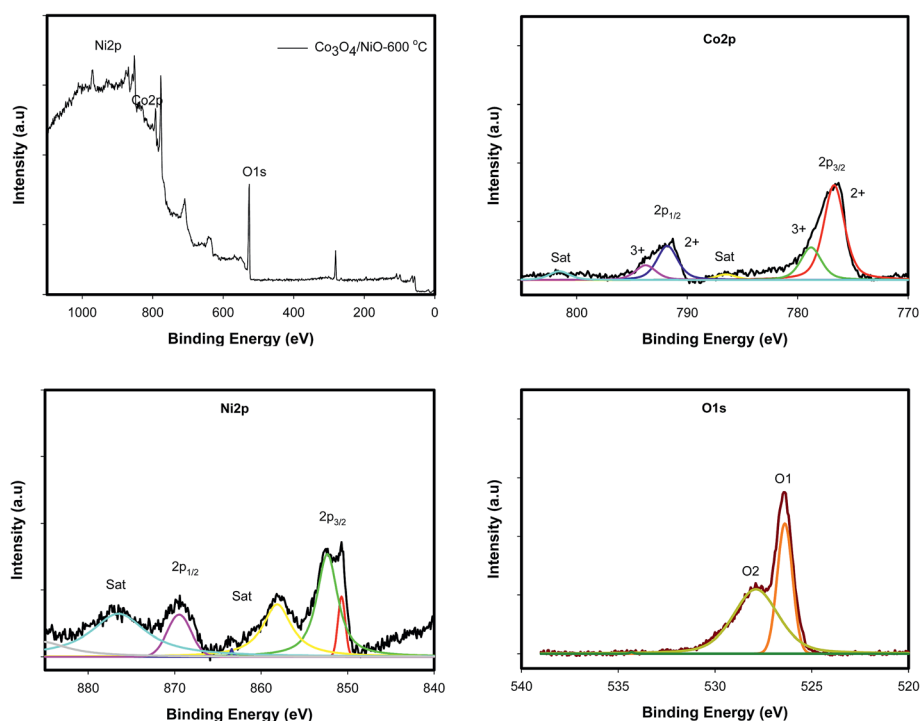 Ni2p
Co₃O₄/NiO-600 °C
Co2p
O1s
Intensity (a.u)
1000 800 600 400 200 0
Binding Energy (eV)
Co2p
2p₃/₂
2+
3+
2p₁/₂
3+
2+
Sat
Sat
Intensity (a.u)
800 790 780 770
Binding Energy (eV)
Ni2p
2p₃/₂
2p₁/₂
Sat
Sat
Intensity (a.u)
880 870 860 850 840
Binding Energy (eV)
O1s
O1
O2
Intensity (a.u)
540 535 530 525 520
Binding Energy (eV)